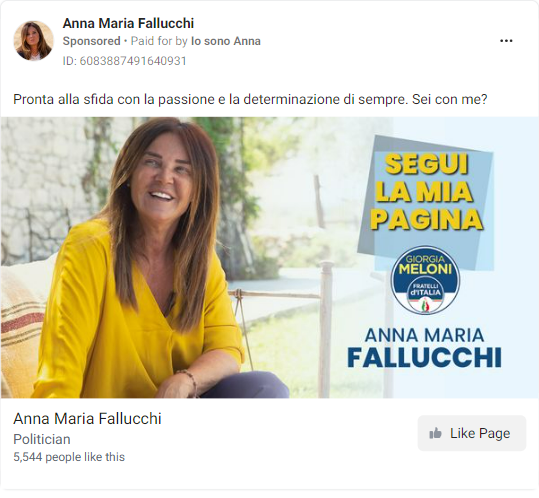 Anna Maria Fallucchi
Sponsored • Paid for by Io sono Anna
ID: 6083887491640931
Pronta alla sfida con la passione e la determinazione di sempre. Sei con me?
SEGUI
LA MIA
PAGINA
GIORGIA
MELONI
FRATELLI
d'ITALIA
ANNA MARIA
FALLUCCHI
Anna Maria Fallucchi
Politician
5,544 people like this
Like Page